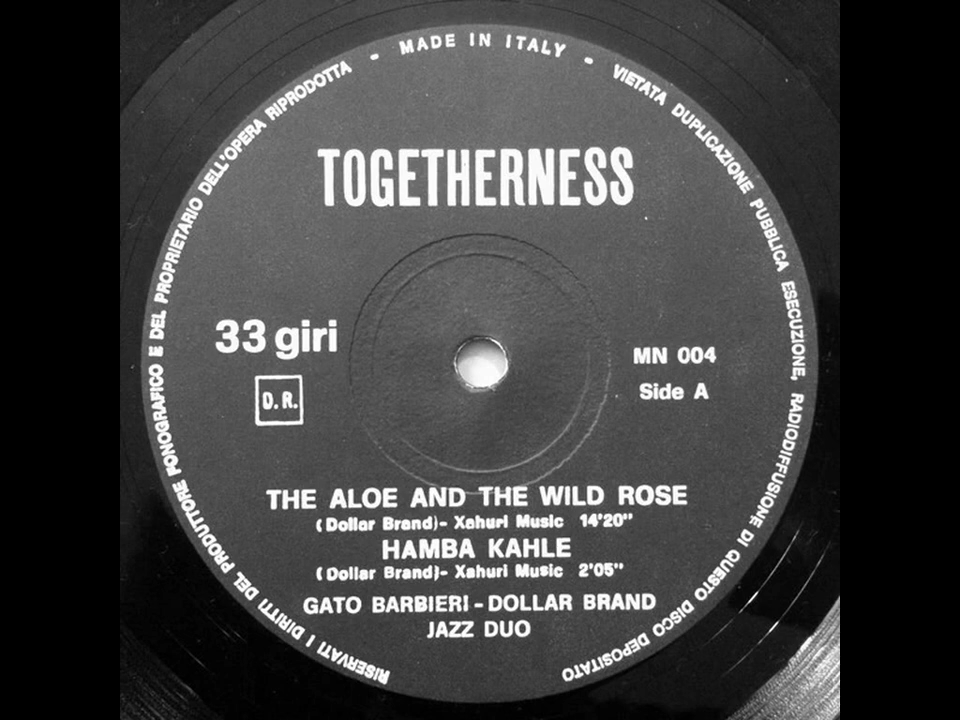 RISERVATI I DIRITTI DEL PRODUTTORE FONOGRAFICO E DEL PROPRIETARIO DELL'OPERA RIPRODOTTA - MADE IN ITALY - VIETATA DUPLICAZIONE PUBBLICA ESECUZIONE, RADIODIFFUSIONE DI QUESTO DISCO DEPOSITATO
TOGETHERNESS
33 giri
D.R.
MN 004
Side A
THE ALOE AND THE WILD ROSE
(Dollar Brand)- Xahuri Music 14'20"
HAMBA KAHLE
(Dollar Brand)- Xahuri Music 2'05"
GATO BARBIERI - DOLLAR BRAND
JAZZ DUO